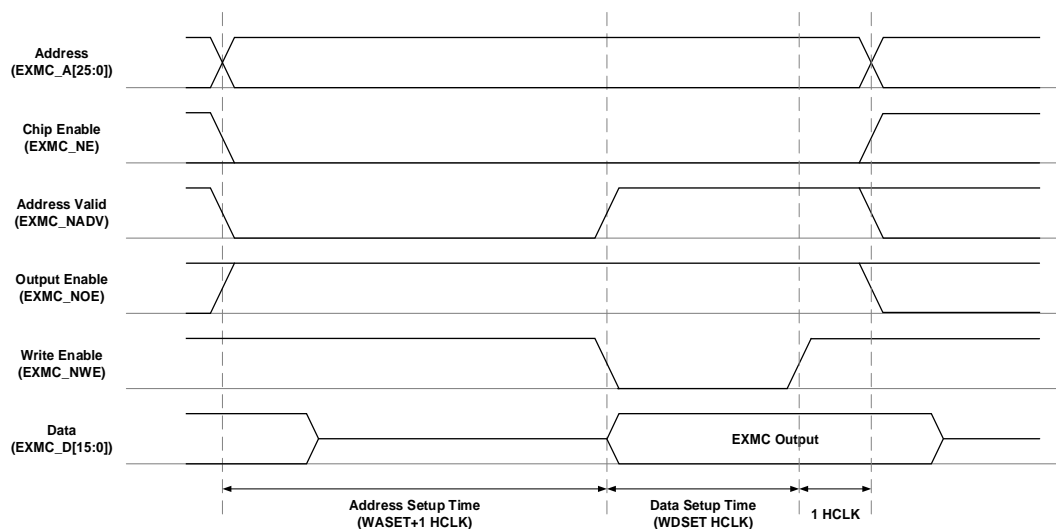 Address
(EXMC_A[25:0])
Chip Enable
(EXMC_NE)
Address Valid
(EXMC_NADV)
Output Enable
(EXMC_NOE)
Write Enable
(EXMC_NWE)
Data
(EXMC_D[15:0])
EXMC Output
Address Setup Time
(WASET+1 HCLK)
Data Setup Time
(WDSET HCLK)
1 HCLK